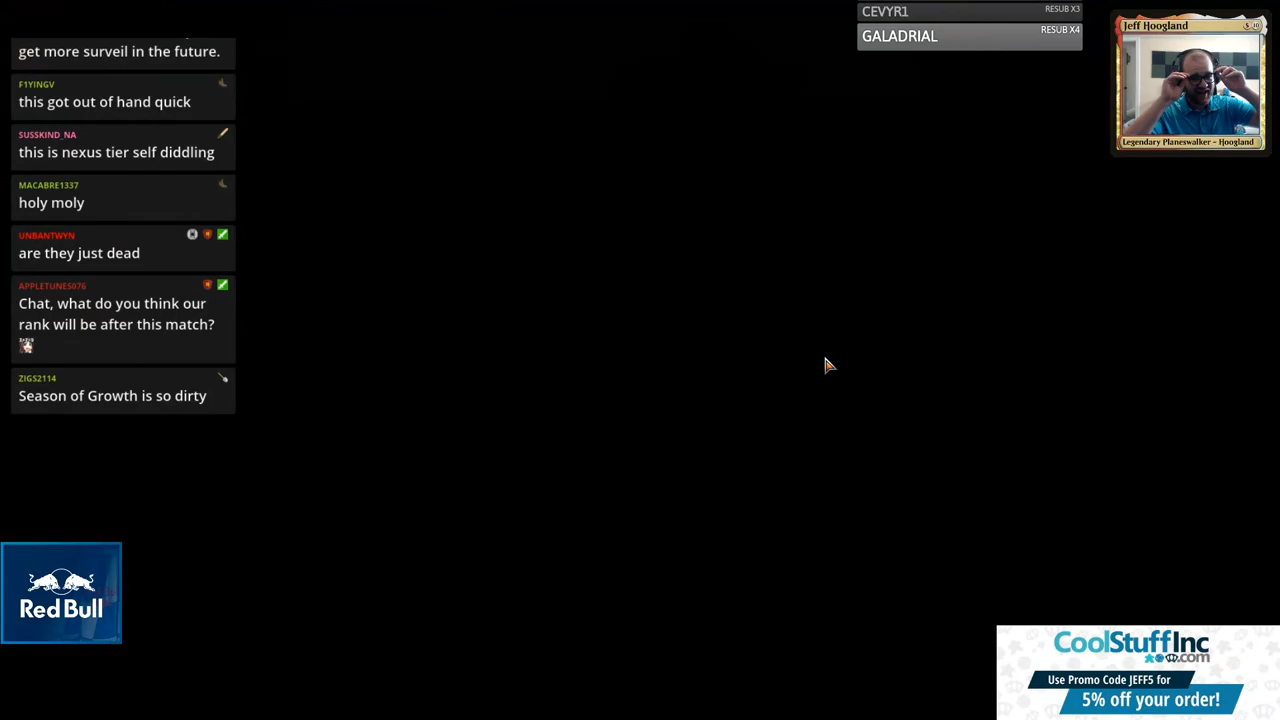 get more surveil in the future.
F1YINGV
this got out of hand quick
SUSSKIND_NA
this is nexus tier self diddling
MACABRE1337
holy moly
UNBANTWYN
are they just dead
APPLETUNES076
Chat, what do you think our
rank will be after this match?
ZIGS2114
Season of Growth is so dirty
Red Bull
CEVYR1 RESUB X3
GALADRIAL RESUB X4
Jeff Hoogland
Legendary Planeswalker - Hoogland
CoolStuffInc
.com
Use Promo Code JEFF5 for
5% off your order!